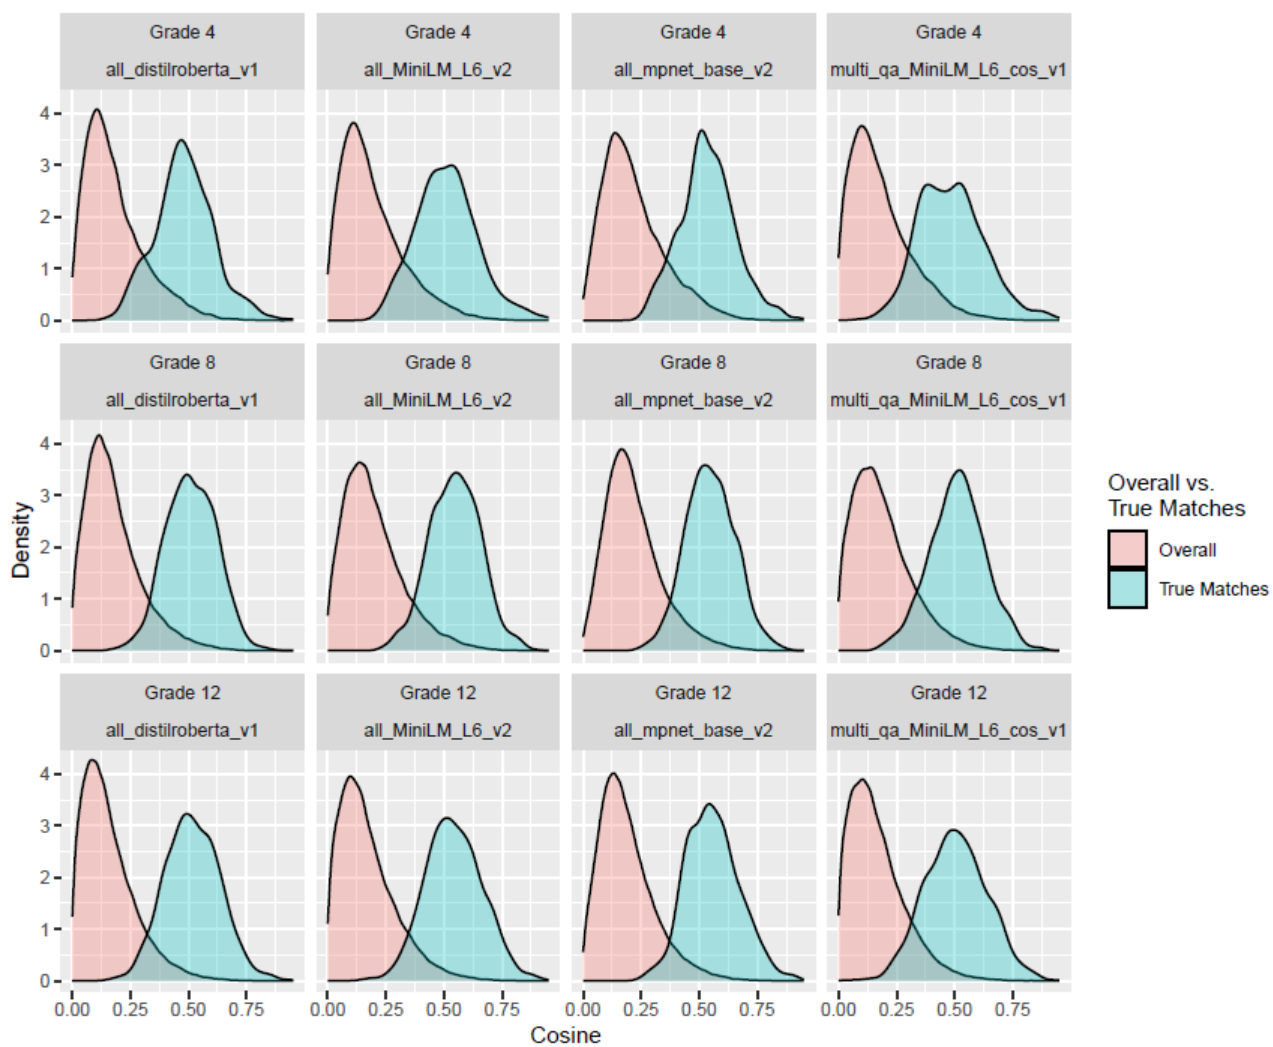 Grade 4 Grade 4 Grade 4 Grade 4
all_distilroberta_v1 all_MiniLM_L6_v2 all_mpnet_base_v2 multi_qa_MiniLM_L6_cos_v1
4
3
2
1
0
Grade 8 Grade 8 Grade 8 Grade 8
all_distilroberta_v1 all_MiniLM_L6_v2 all_mpnet_base_v2 multi_qa_MiniLM_L6_cos_v1
4
3
2
1
0
Grade 12 Grade 12 Grade 12 Grade 12
all_distilroberta_v1 all_MiniLM_L6_v2 all_mpnet_base_v2 multi_qa_MiniLM_L6_cos_v1
4
3
2
1
0
0.00 0.25 0.50 0.75 0.00 0.25 0.50 0.75 0.00 0.25 0.50 0.75 0.00 0.25 0.50 0.75
Cosine
Density
Overall vs.
True Matches
Overall
True Matches